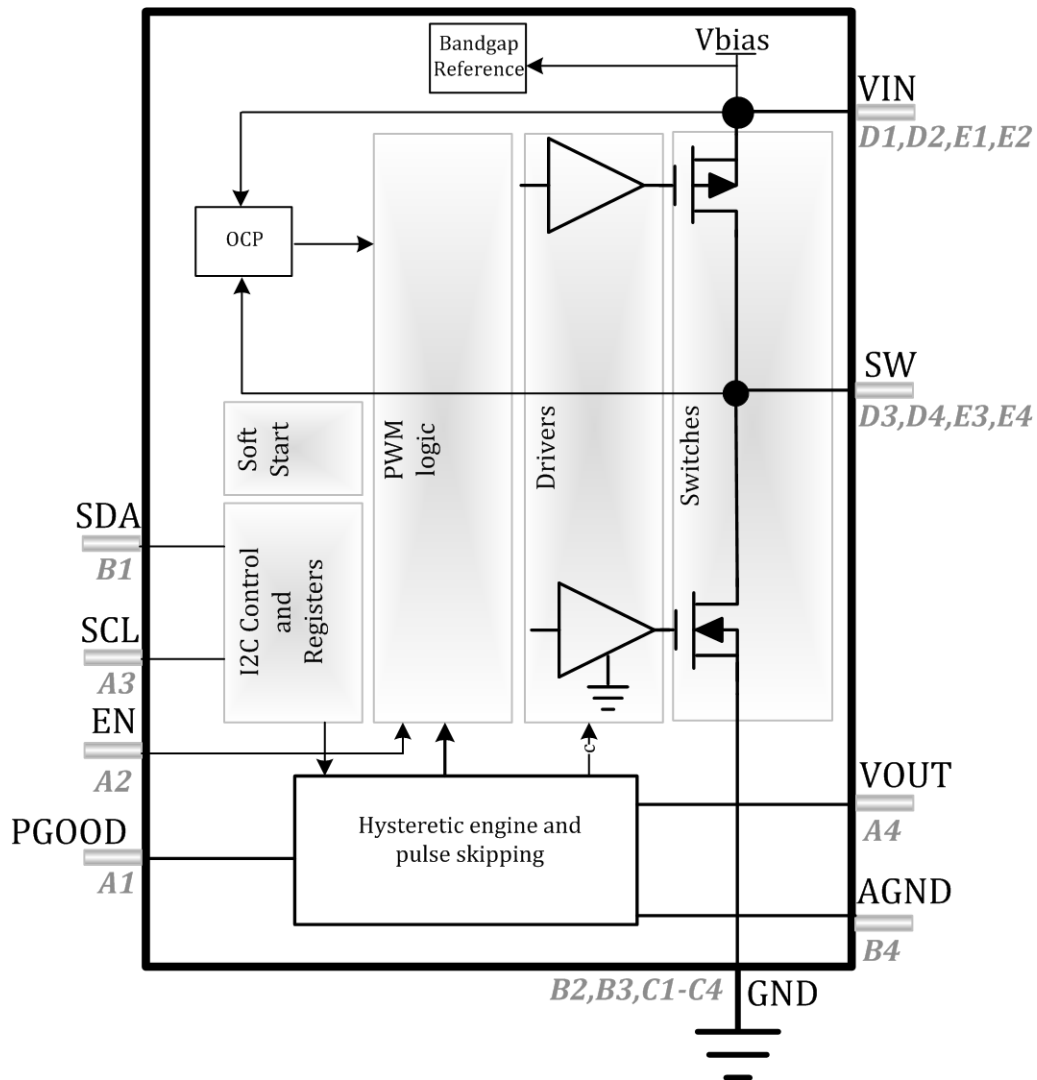 Bandgap
Reference
Vbias
VIN
D1,D2,E1,E2
OCP
SW
D3,D4,E3,E4
Soft
Start
PWM
logic
Drivers
Switches
SDA
B1
I2C Control
and
Registers
SCL
A3
EN
A2
c
VOUT
A4
Hysteretic engine and
pulse skipping
PGOOD
A1
AGND
B4
B2,B3,C1-C4
GND